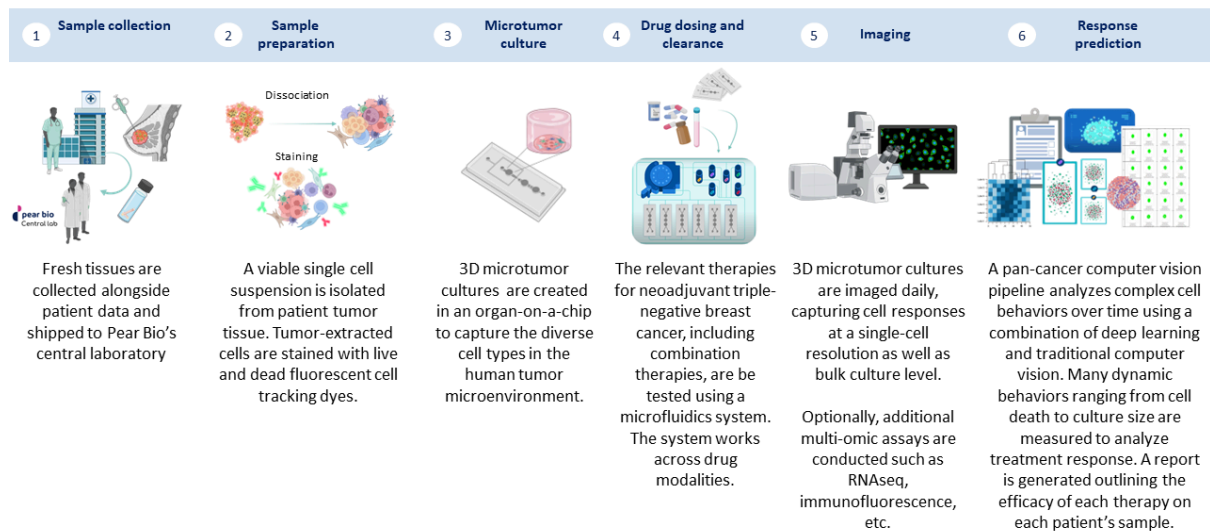 1
Sample collection
2
Sample
preparation
3
Microtumor
culture
4
Drug dosing and
clearance
5
Imaging
6
Response
prediction
Dissociation
Staining
pear bio
Central lab
Fresh tissues are
collected alongside
patient data and
shipped to Pear Bio's
central laboratory
A viable single cell
suspension is isolated
from patient tumor
tissue. Tumor-extracted
cells are stained with live
and dead fluorescent cell
tracking dyes.
3D microtumor
cultures are created
in an organ-on-a-chip
to capture the diverse
cell types in the
human tumor
microenvironment.
The relevant therapies
for neoadjuvant triple-
negative breast
cancer, including
combination
therapies, are be
tested using a
microfluidics system.
The system works
across drug
modalities.
3D microtumor cultures
are imaged daily,
capturing cell responses
at a single-cell
resolution as well as
bulk culture level.
Optionally, additional
multi-omic assays are
conducted such as
RNAseq,
immunofluorescence,
etc.
A pan-cancer computer vision
pipeline analyzes complex cell
behaviors over time using a
combination of deep learning
and traditional computer
vision. Many dynamic
behaviors ranging from cell
death to culture size are
measured to analyze
treatment response. A report
is generated outlining the
efficacy of each therapy on
each patient's sample.